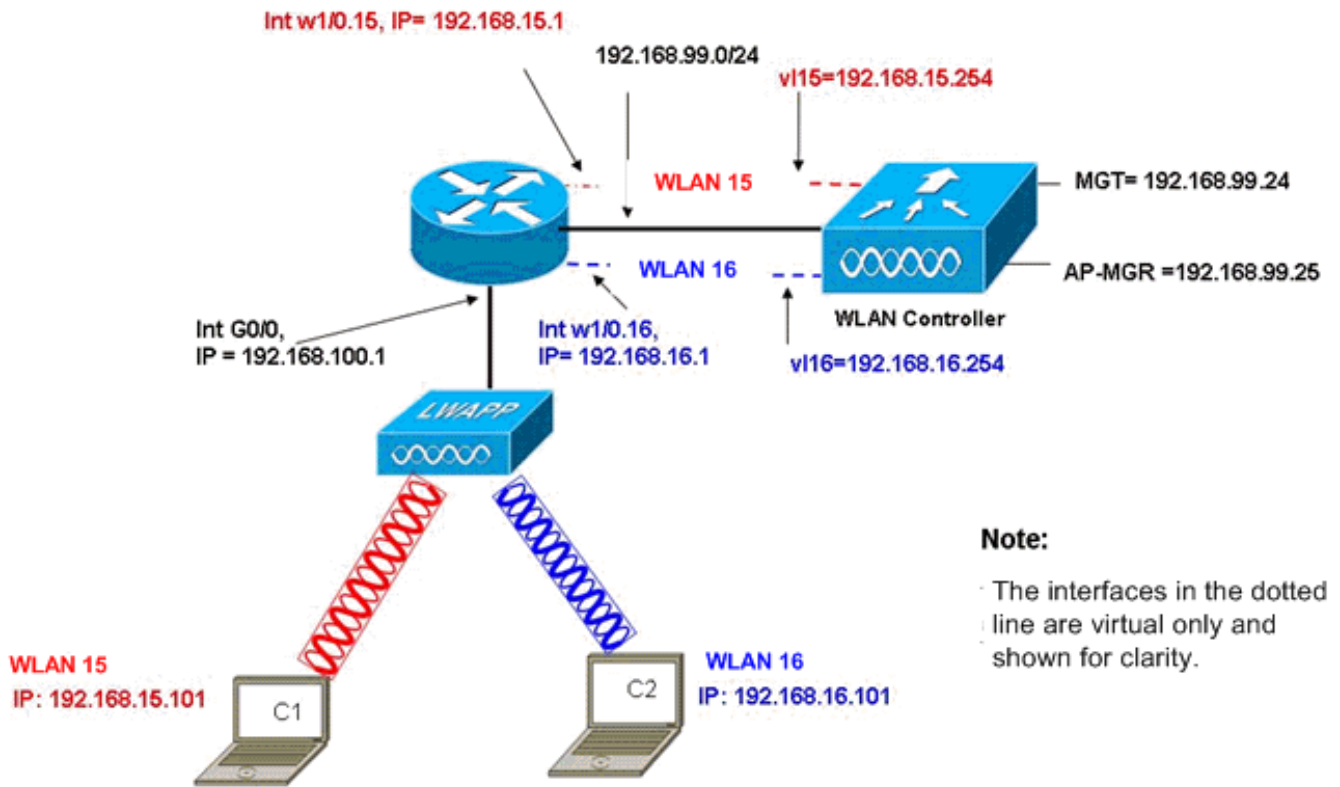 Int w1/0.15, IP= 192.168.15.1
192.168.99.0/24
vl15=192.168.15.254
WLAN 15
MGT= 192.168.99.24
WLAN 16
AP-MGR =192.168.99.25
WLAN Controller
Int G0/0,
IP = 192.168.100.1
Int w1/0.16,
IP= 192.168.16.1
vl16=192.168.16.254
LWAPP
Note:
The interfaces in the dotted
line are virtual only and
shown for clarity.
WLAN 15
IP: 192.168.15.101
C1
WLAN 16
IP: 192.168.16.101
C2